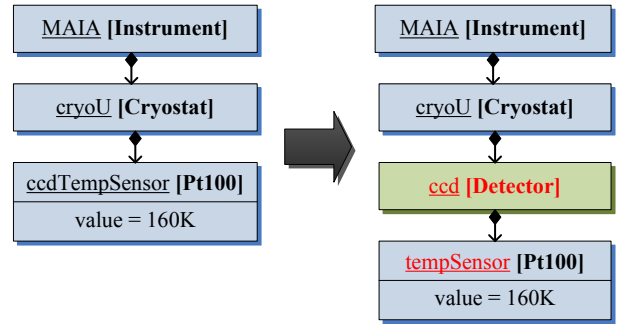 MAIA [Instrument]
cryoU [Cryostat]
ccdTempSensor [Pt100]
value = 160K
MAIA [Instrument]
cryoU [Cryostat]
ccd [Detector]
tempSensor [Pt100]
value = 160K